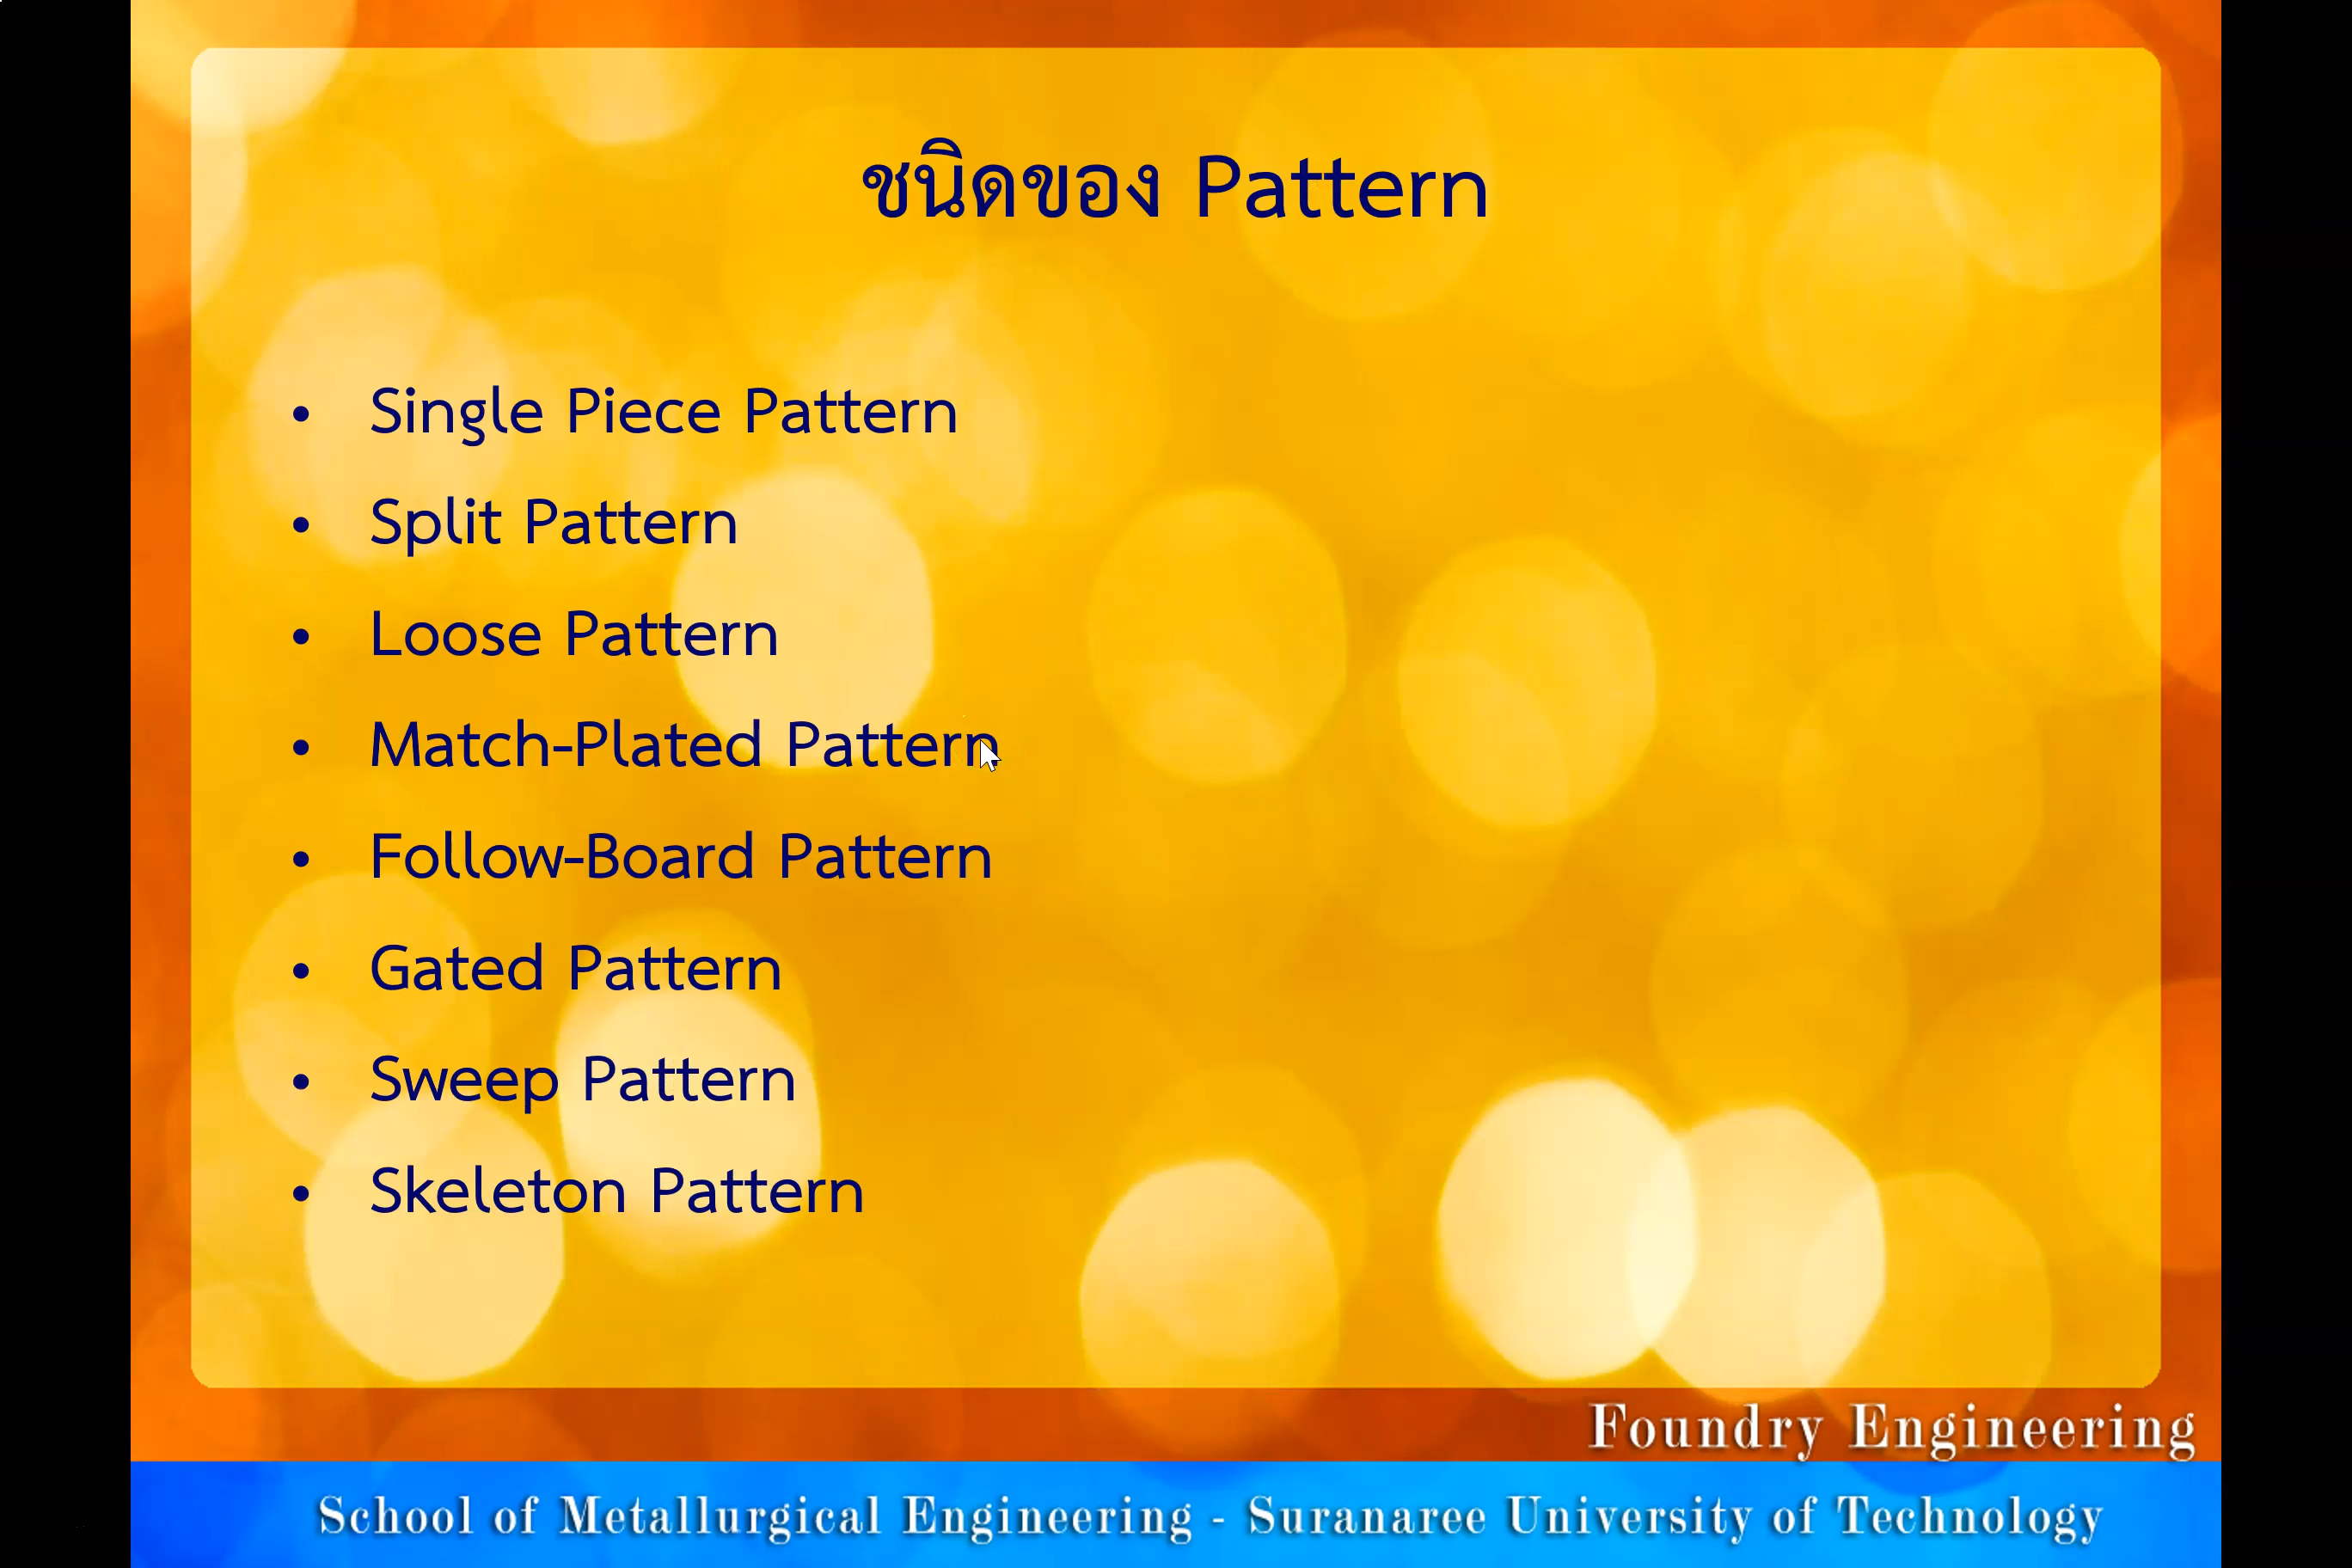 ชนิดของ Pattern
• Single Piece Pattern
• Split Pattern
• Loose Pattern
• Match-Plated Pattern
• Follow-Board Pattern
• Gated Pattern
• Sweep Pattern
• Skeleton Pattern
Foundry Engineering
School of Metallurgical Engineering - Suranaree University of Technology